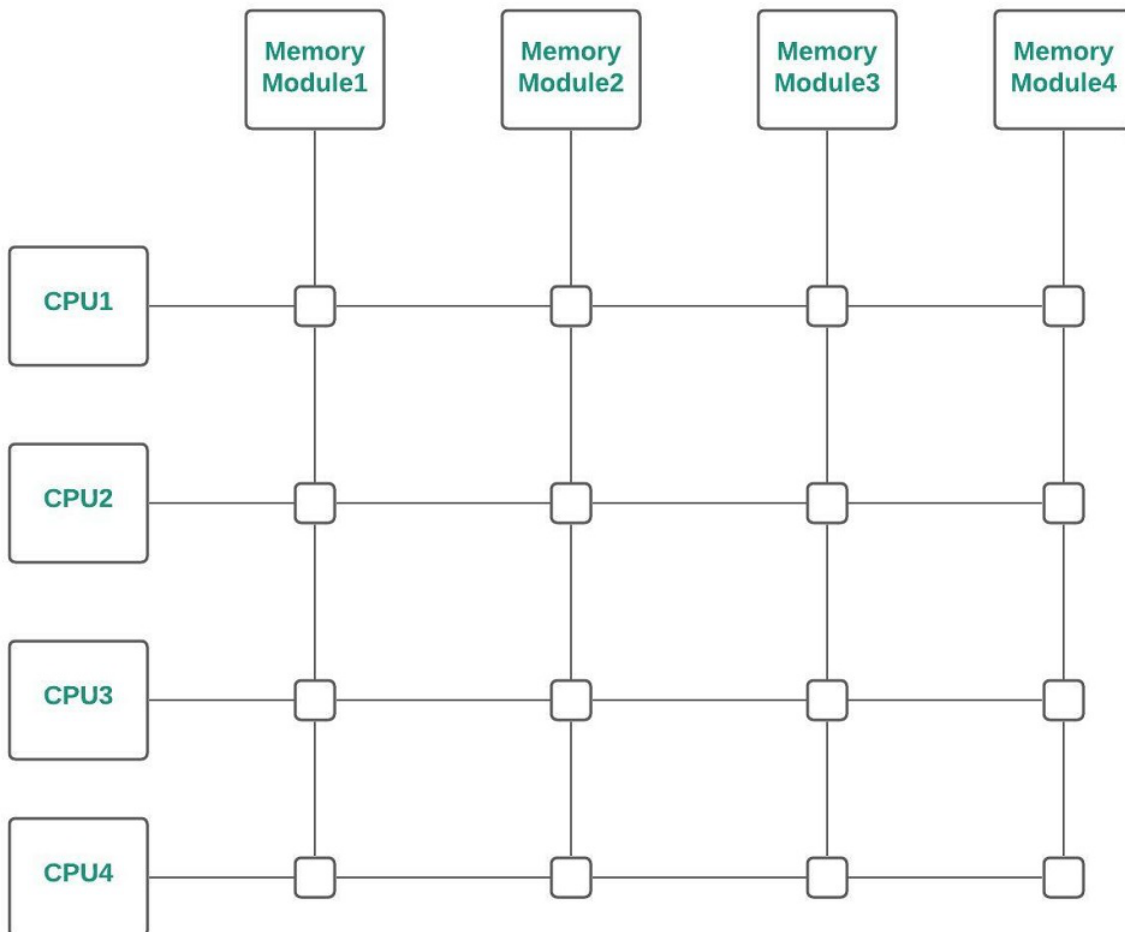 Memory
Module1
Memory
Module2
Memory
Module3
Memory
Module4
CPU1
CPU2
CPU3
CPU4